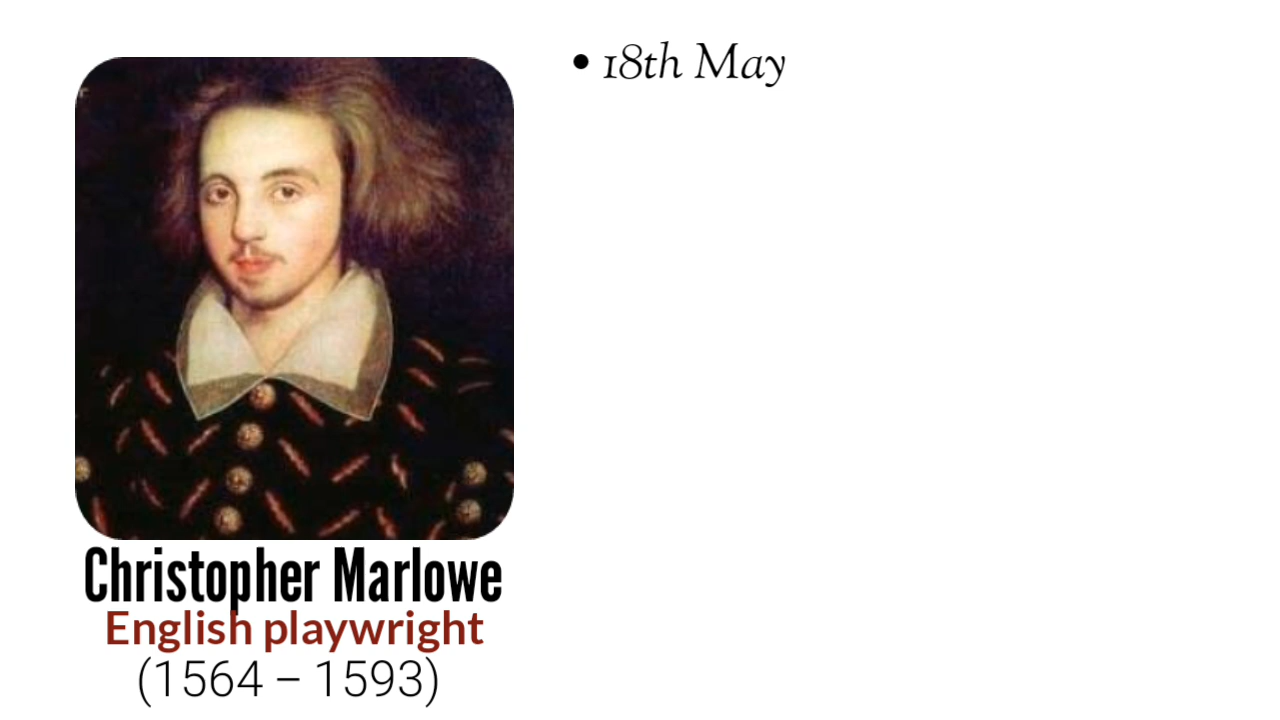 • 18th May
Christopher Marlowe
English playwright
(1564 – 1593)